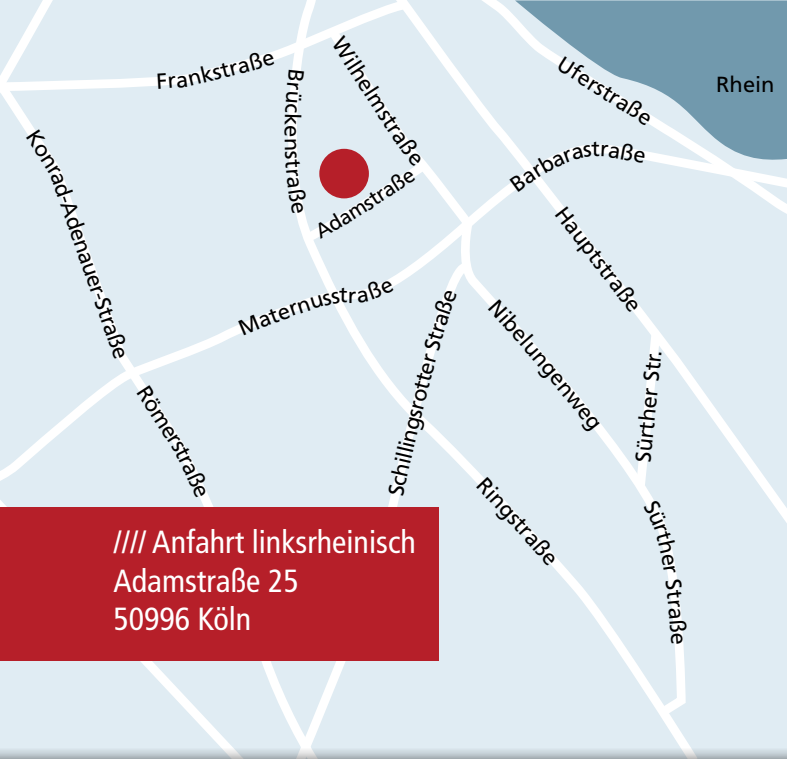 Frankstraße
Wilhelmstraße
Brückenstraße
Uferstraße
Rhein
Konrad-Adenauer-Straße
Adamstraße
Barbarastraße
Hauptstraße
Maternusstraße
Schillingsrotter Straße
Nibelungenweg
Sürther Str.
Römerstraße
Ringstraße
Sürther Straße
//// Anfahrt linksrheinisch
Adamstraße 25
50996 Köln